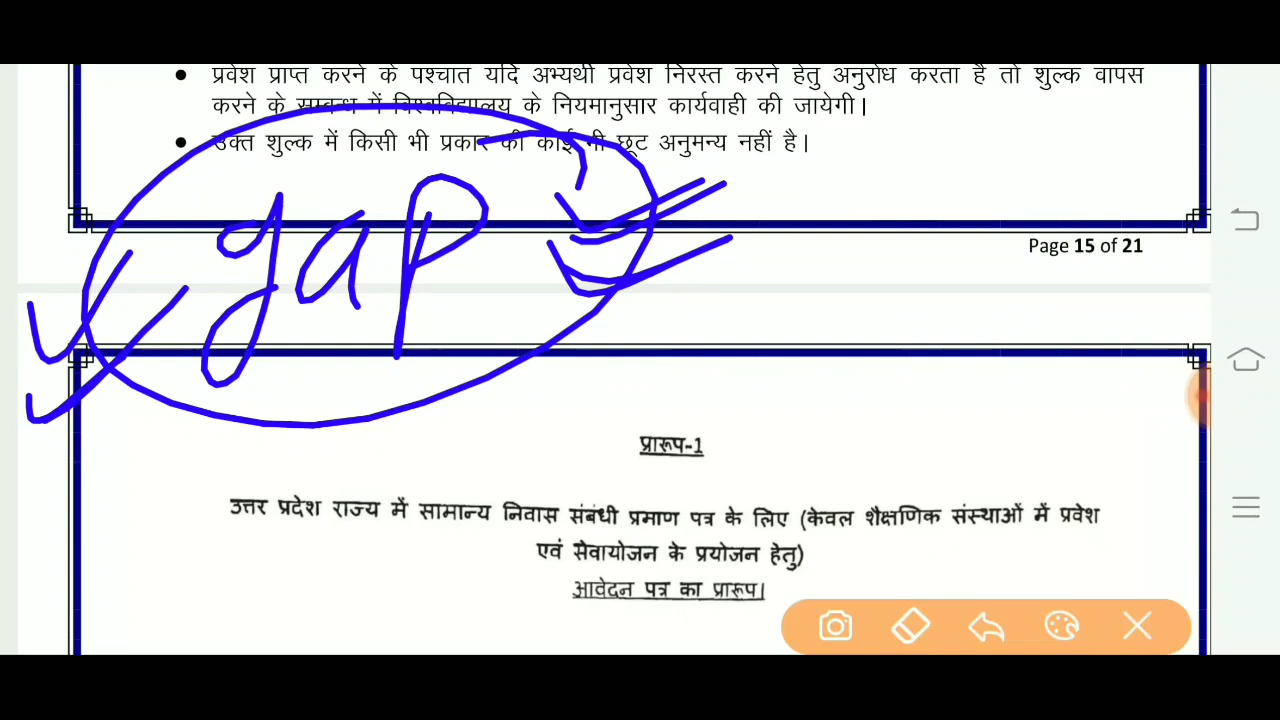 • प्रवेश प्राप्त करने के पश्चात यदि अभ्यर्थी प्रवेश निरस्त करने हेतु अनुरोध करता है तो शुल्क वापस
करने के सम्बन्ध में विश्वविद्यालय के नियमानुसार कार्यवाही की जायेगी।
• उक्त शुल्क में किसी भी प्रकार की कोई भी छूट अनुमन्य नहीं है।
gap
Page 15 of 21
प्रारूप-1
उत्तर प्रदेश राज्य में सामान्य निवास संबंधी प्रमाण पत्र के लिए (केवल शैक्षणिक संस्थाओं में प्रवेश
एवं सेवायोजन के प्रयोजन हेतु)
आवेदन पत्र का प्रारूप।